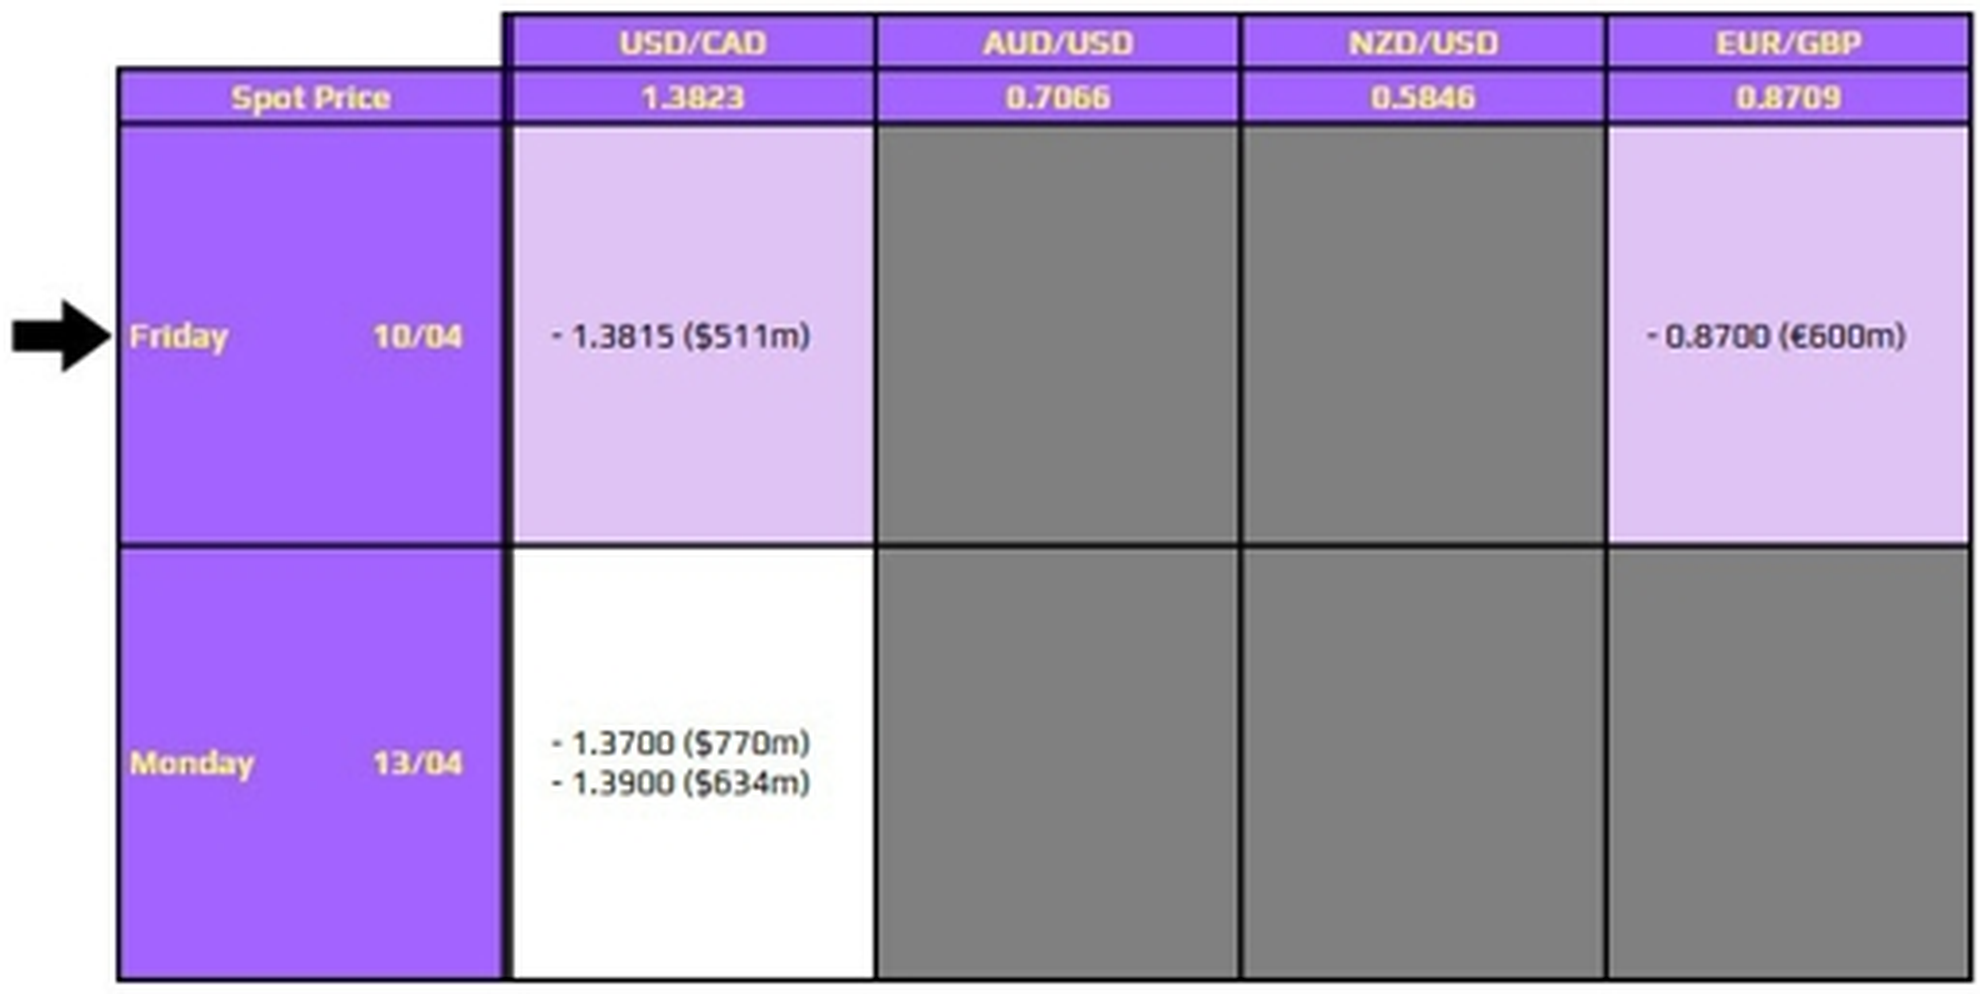 USD/CAD AUD/USD NZD/USD EUR/GBP
Spot Price 1.3823 0.7066 0.5846 0.8709
Friday 10/04 - 1.3815 ($511m) - 0.8700 (€600m)
Monday 13/04 - 1.3700 ($770m)
- 1.3900 ($634m)